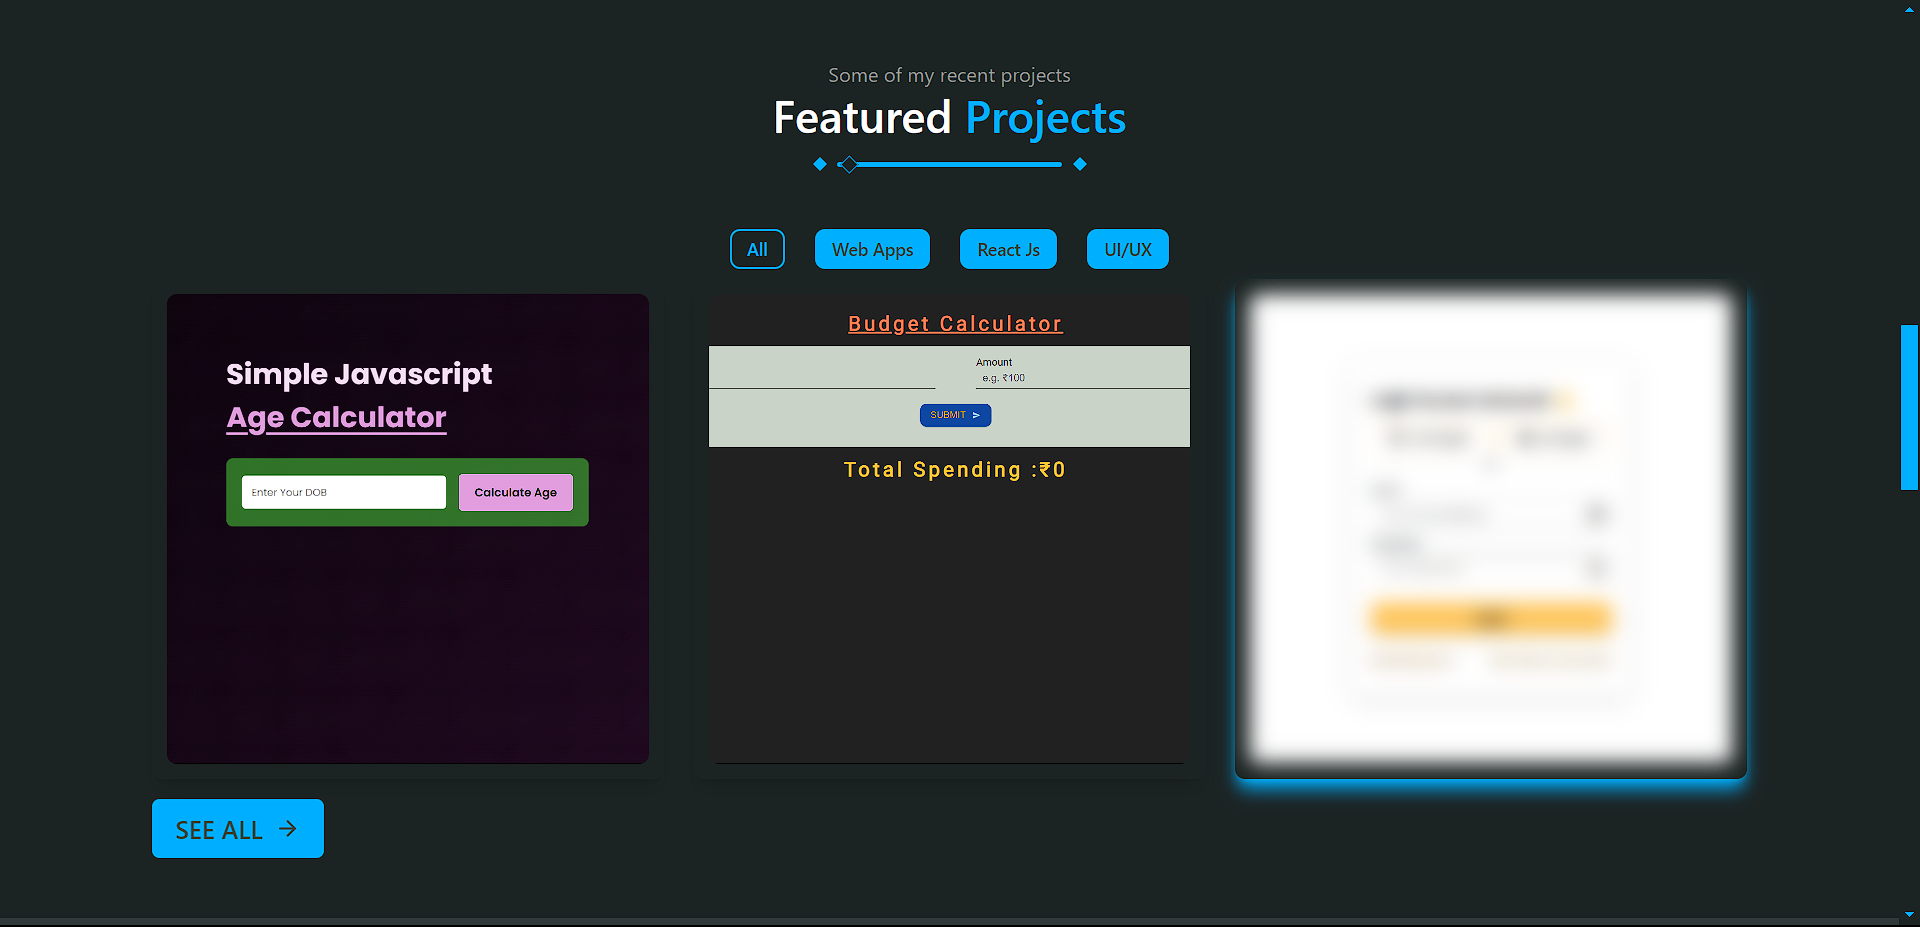 Some of my recent projects
Featured Projects
All
Web Apps
React Js
UI/UX
Simple Javascript
Age Calculator
Enter Your DOB
Calculate Age
Budget Calculator
Amount
e.g. ₹100
SUBMIT
Total Spending :₹0
SEE ALL